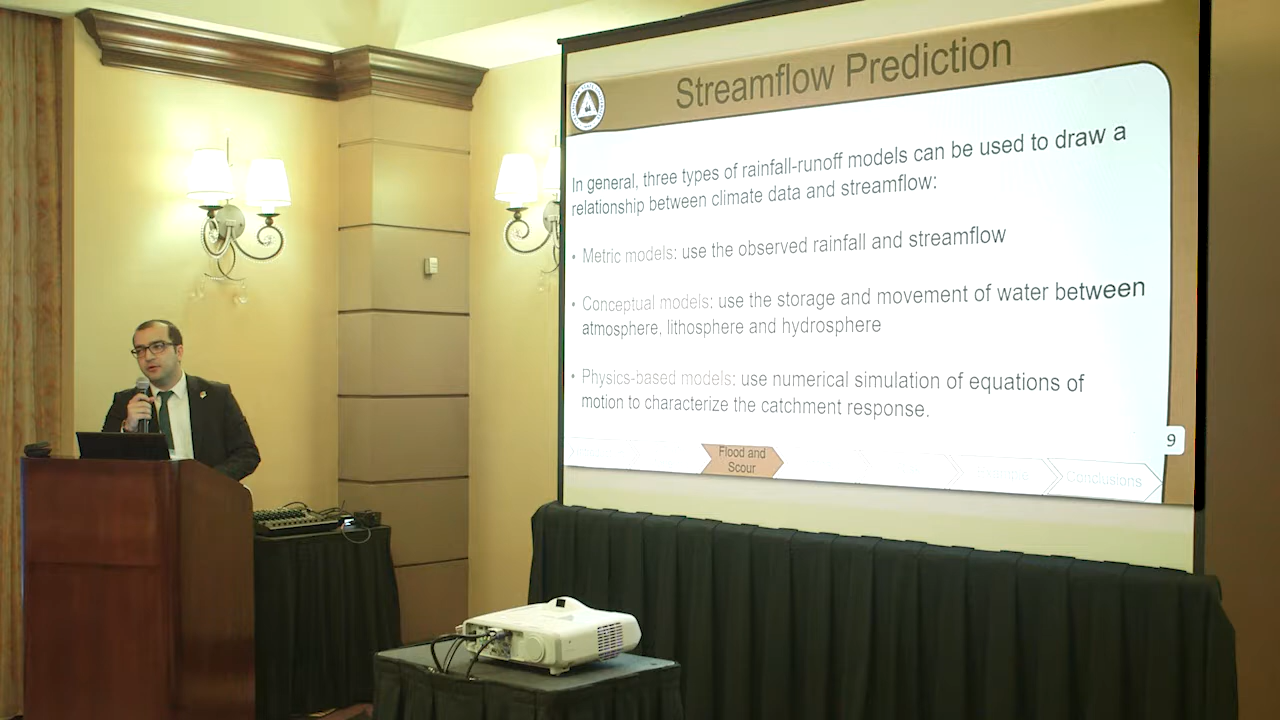 Streamflow Prediction
In general, three types of rainfall-runoff models can be used to draw a
relationship between climate data and streamflow:
• Metric models: use the observed rainfall and streamflow
• Conceptual models: use the storage and movement of water between
atmosphere, lithosphere and hydrosphere
• Physics-based models: use numerical simulation of equations of
motion to characterize the catchment response.
9
Flood and
Scour
Conclusions